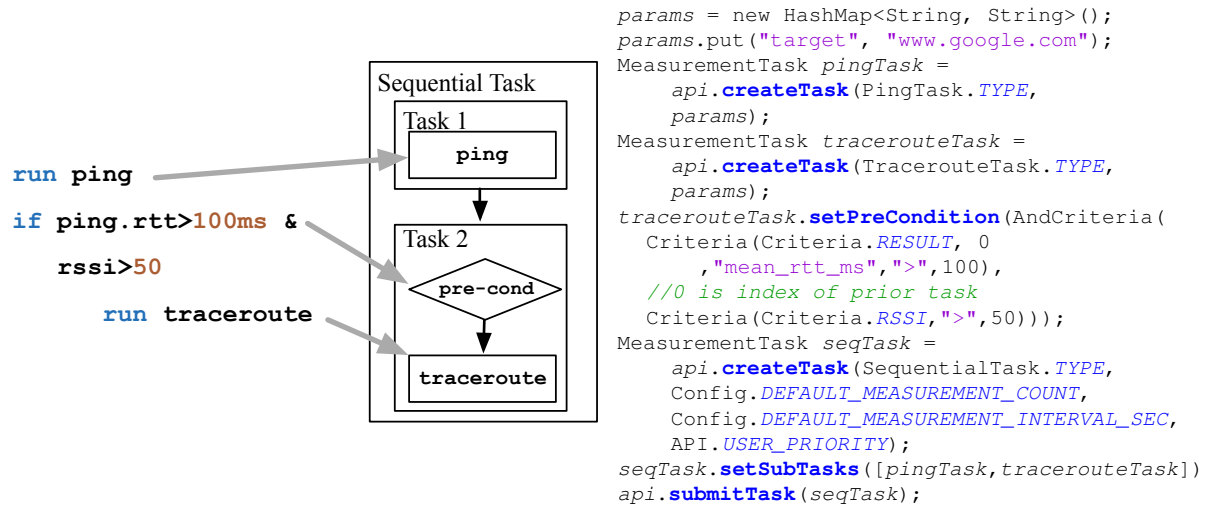 run ping
if ping.rtt>100ms &
rssi>50
run traceroute
Sequential Task
Task 1
ping
Task 2
pre-cond
traceroute
params = new HashMap<String, String>();
params.put("target", "www.google.com");
MeasurementTask pingTask =
api.createTask(PingTask.TYPE,
params);
MeasurementTask tracerouteTask =
api.createTask(TracerouteTask.TYPE,
params);
tracerouteTask.setPreCondition(AndCriteria(
Criteria(Criteria.RESULT, 0
,"mean_rtt_ms",">",100),
//0 is index of prior task
Criteria(Criteria.RSSI,">",50)));
MeasurementTask seqTask =
api.createTask(SequentialTask.TYPE,
Config.DEFAULT_MEASUREMENT_COUNT,
Config.DEFAULT_MEASUREMENT_INTERVAL_SEC,
API.USER_PRIORITY);
seqTask.setSubTasks([pingTask,tracerouteTask])
api.submitTask(seqTask);